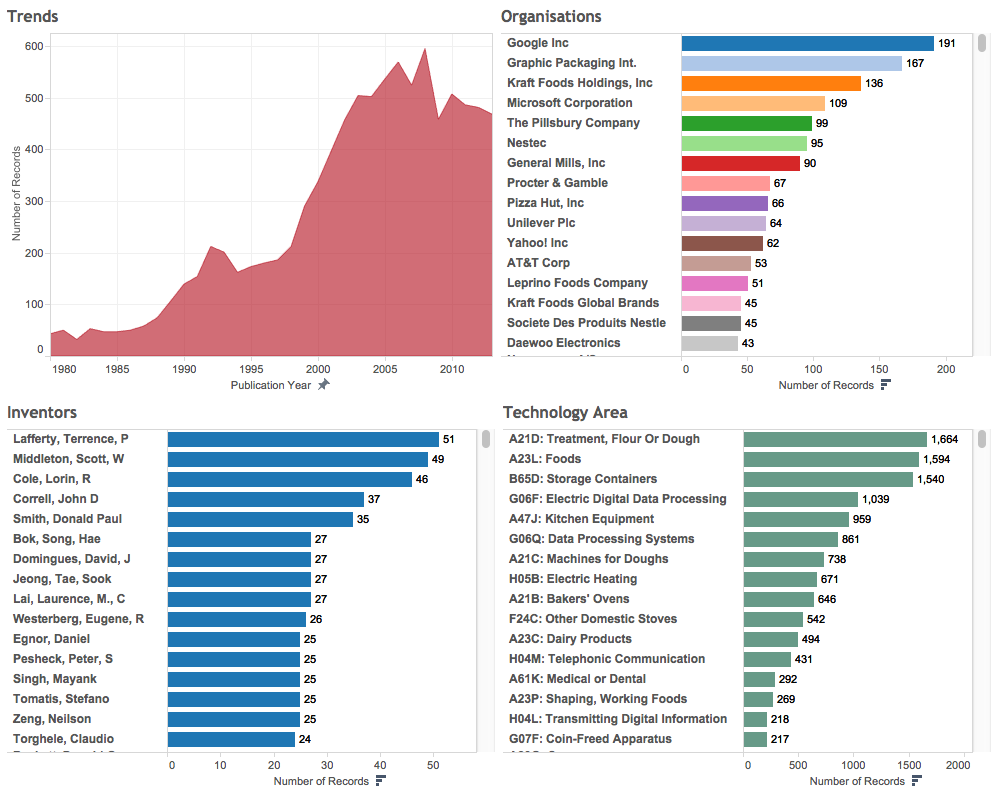 Trends
Number of Records
600
500
400
300
200
100
0
1980 1985 1990 1995 2000 2005 2010
Publication Year
Organisations
Google Inc 191
Graphic Packaging Int. 167
Kraft Foods Holdings, Inc 136
Microsoft Corporation 109
The Pillsbury Company 99
Nestec 95
General Mills, Inc 90
Procter & Gamble 67
Pizza Hut, Inc 66
Unilever Plc 64
Yahoo! Inc 62
AT&T Corp 53
Leprino Foods Company 51
Kraft Foods Global Brands 45
Societe Des Produits Nestle 45
Daewoo Electronics 43
0 50 100 150 200
Number of Records
Inventors
Lafferty, Terrence, P 51
Middleton, Scott, W 49
Cole, Lorin, R 46
Correll, John D 37
Smith, Donald Paul 35
Bok, Song, Hae 27
Domingues, David, J 27
Jeong, Tae, Sook 27
Lai, Laurence, M., C 27
Westerberg, Eugene, R 26
Egnor, Daniel 25
Pesheck, Peter, S 25
Singh, Mayank 25
Tomatis, Stefano 25
Zeng, Neilson 25
Torghele, Claudio 24
0 10 20 30 40 50
Number of Records
Technology Area
A21D: Treatment, Flour Or Dough 1,664
A23L: Foods 1,594
B65D: Storage Containers 1,540
G06F: Electric Digital Data Processing 1,039
A47J: Kitchen Equipment 959
G06Q: Data Processing Systems 861
A21C: Machines for Doughs 738
H05B: Electric Heating 671
A21B: Bakers' Ovens 646
F24C: Other Domestic Stoves 542
A23C: Dairy Products 494
H04M: Telephonic Communication 431
A61K: Medical or Dental 292
A23P: Shaping, Working Foods 269
H04L: Transmitting Digital Information 218
G07F: Coin-Freed Apparatus 217
0 500 1000 1500 2000
Number of Records